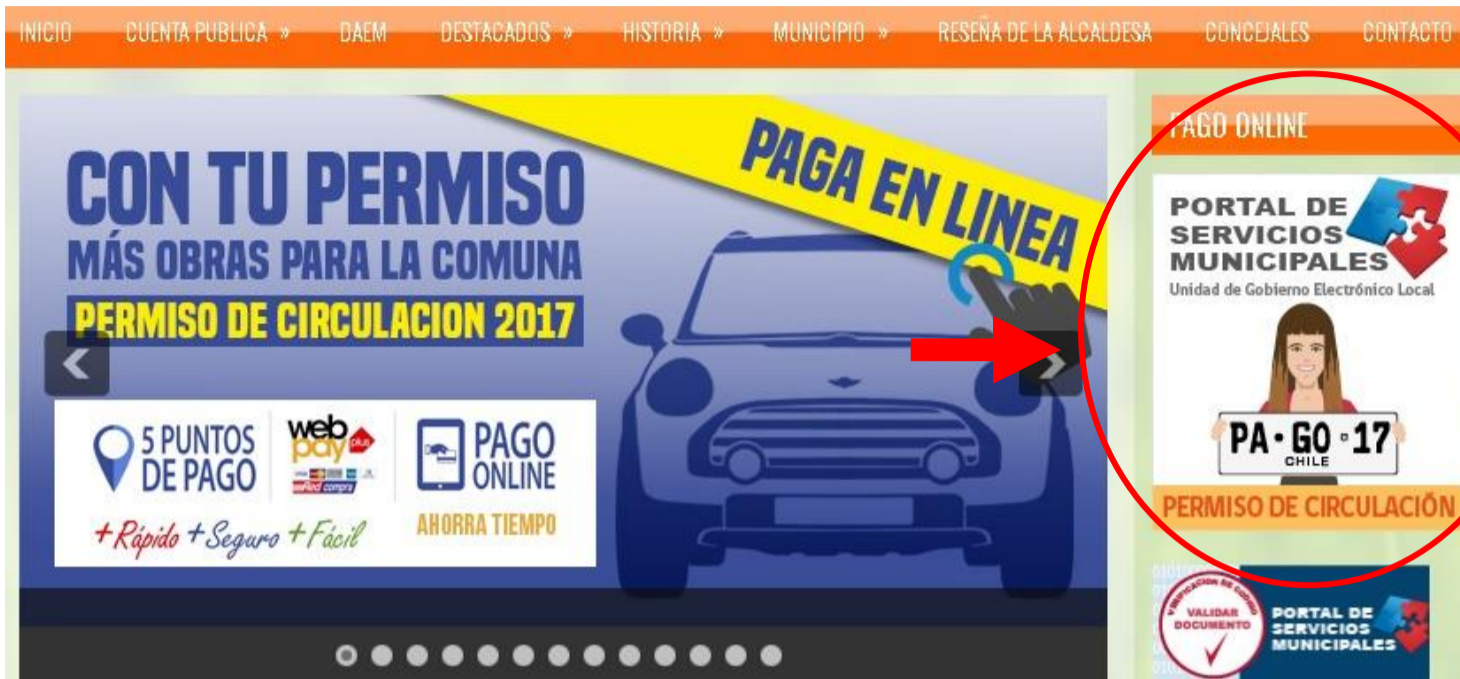 INICIO CUENTA PUBLICA » DAEM DESTACADOS » HISTORIA » MUNICIPIO » RESEÑA DE LA ALCALDESA CONCEJALES CONTACTO
CON TU PERMISO
MÁS OBRAS PARA LA COMUNA
PERMISO DE CIRCULACION 2017
PAGA EN LINEA
5 PUNTOS
DE PAGO
web
pay plus
Red compra
PAGO
ONLINE
+Rápido +Seguro +Fácil
AHORRA TIEMPO
PAGO ONLINE
PORTAL DE
SERVICIOS
MUNICIPALES
Unidad de Gobierno Electrónico Local
PA·GO·17
CHILE
PERMISO DE CIRCULACIÓN
VALIDAR
DOCUMENTO
PORTAL DE
SERVICIOS
MUNICIPALES